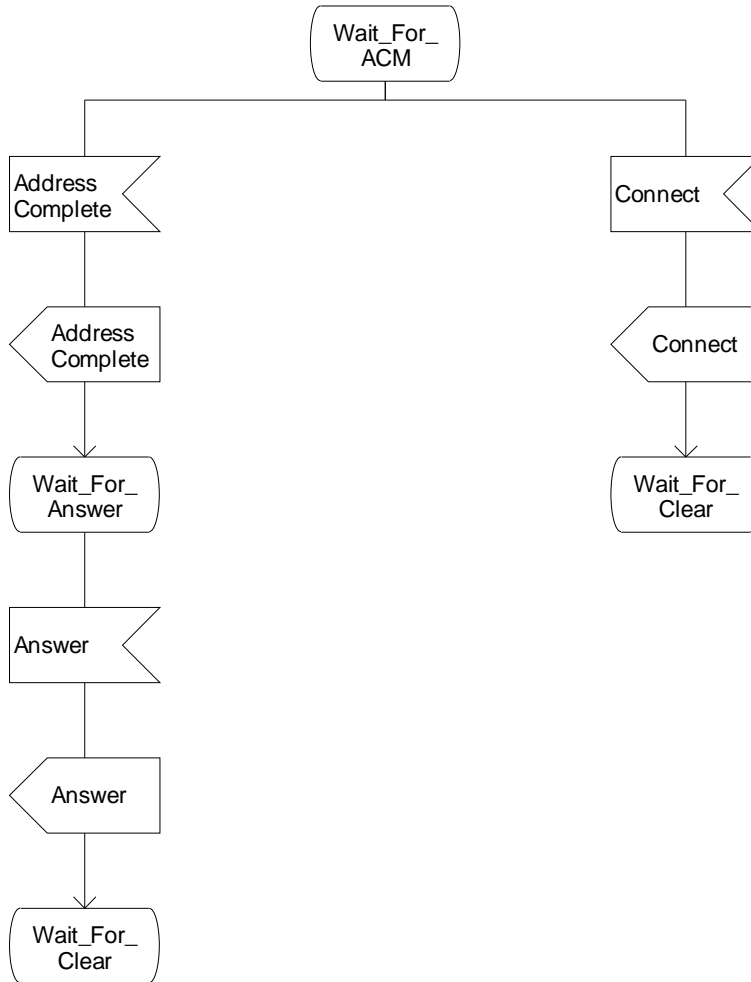 Wait_For_
ACM
Address
Complete
Connect
Address
Complete
Connect
Wait_For_
Answer
Wait_For_
Clear
Answer
Answer
Wait_For_
Clear